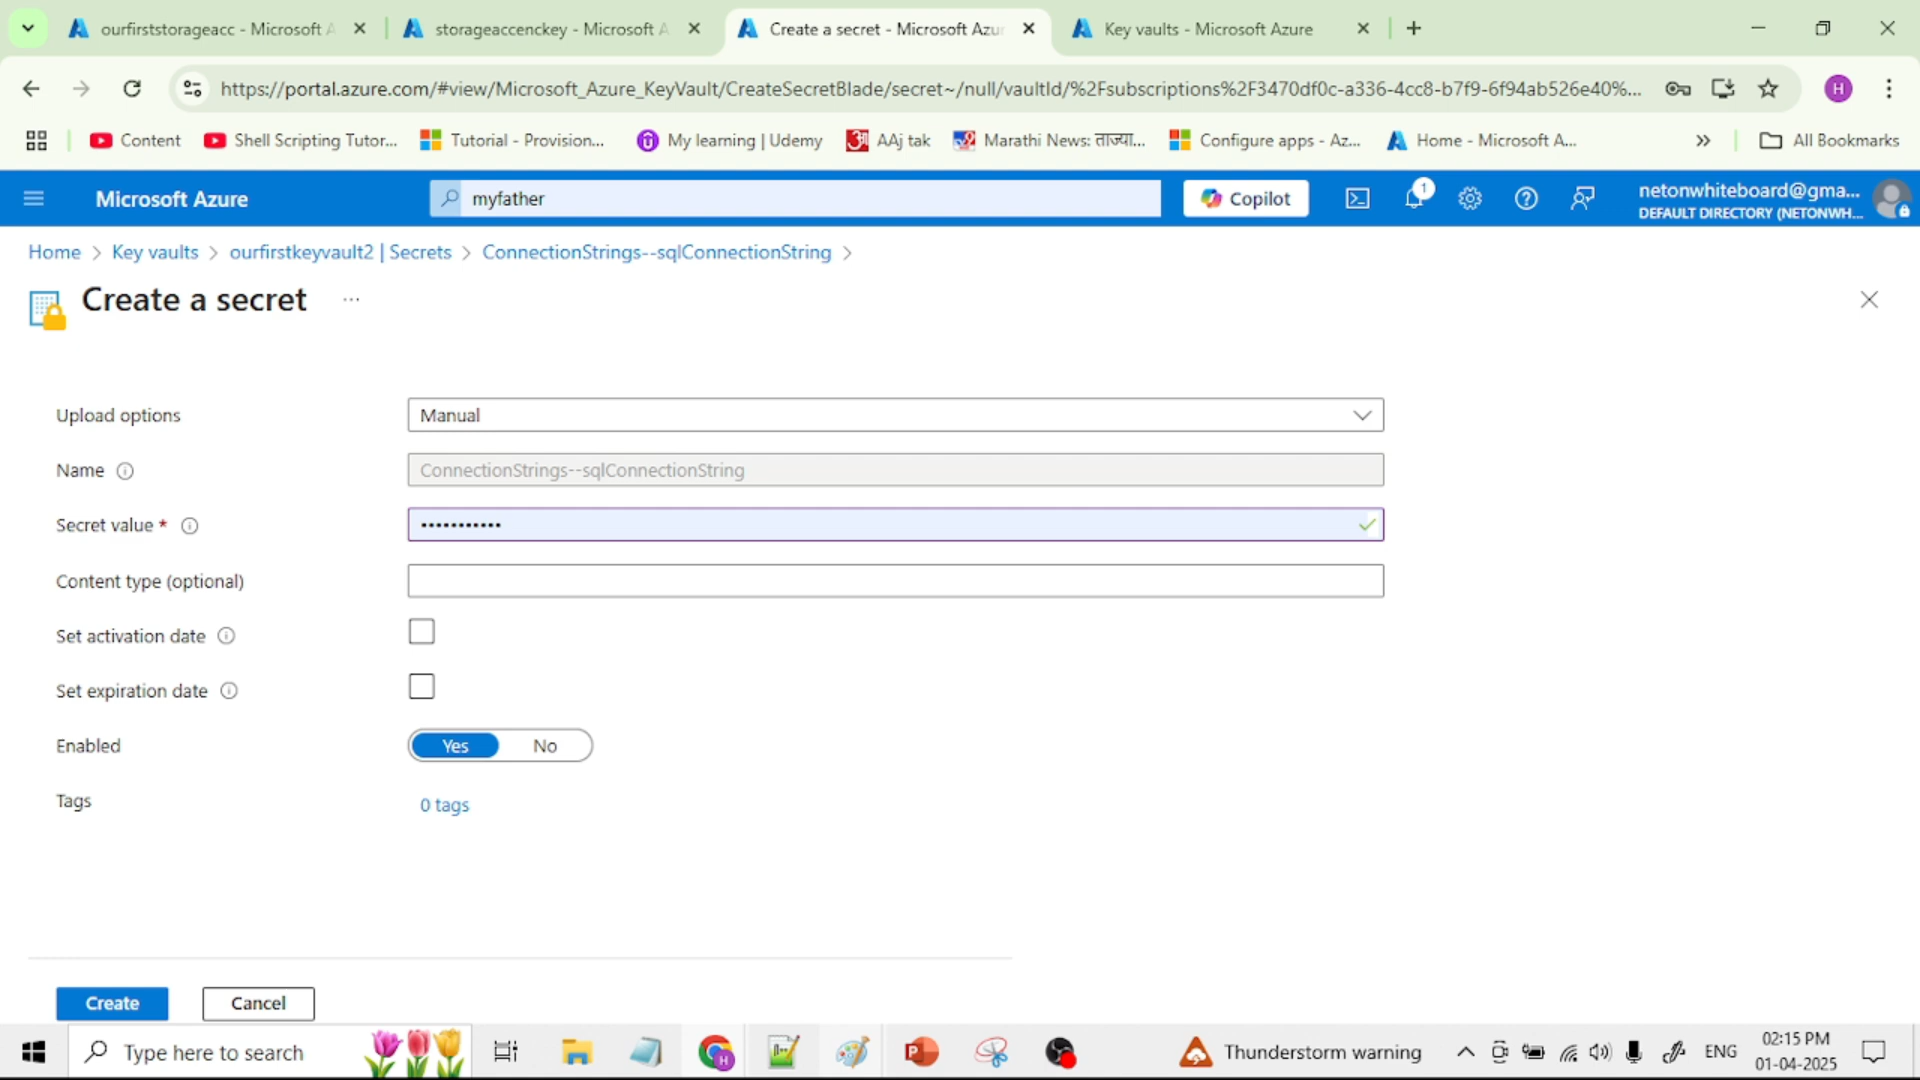 ourfirststorageacc - Microsoft A
storageaccenckey - Microsoft A
Create a secret - Microsoft Azur
Key vaults - Microsoft Azure
https://portal.azure.com/#view/Microsoft_Azure_KeyVault/CreateSecretBlade/secret~/null/vaultId/%2Fsubscriptions%2F3470df0c-a336-4cc8-b7f9-6f94ab526e40%...
H
Content
Shell Scripting Tutor...
Tutorial - Provision...
My learning | Udemy
AAj tak
Marathi News: ताज्या...
Configure apps - Az...
Home - Microsoft A...
All Bookmarks
Microsoft Azure
myfather
Copilot
1
netonwhiteboard@gma...
DEFAULT DIRECTORY (NETONWH...
Home > Key vaults > ourfirstkeyvault2 | Secrets > ConnectionStrings--sqlConnectionString >
Create a secret ...
Upload options
Manual
Name
ConnectionStrings--sqlConnectionString
Secret value *
•••••••••••
Content type (optional)
Set activation date
Set expiration date
Enabled
Yes No
Tags
0 tags
Create
Cancel
Type here to search
Thunderstorm warning
ENG
02:15 PM
01-04-2025